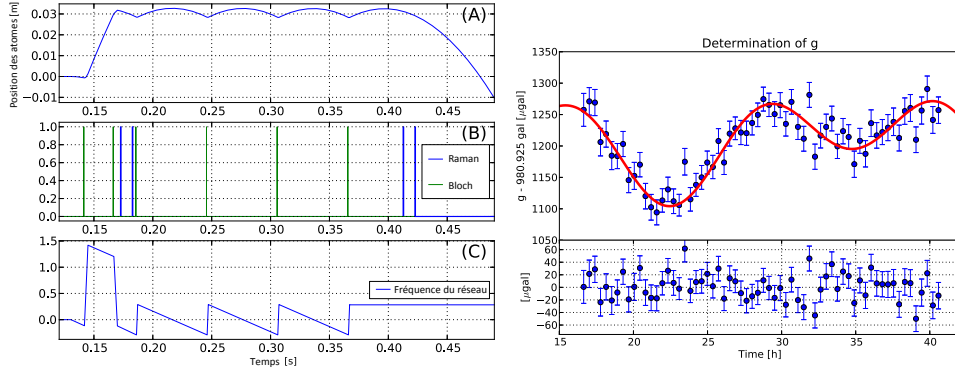 Position des atomes [m]
0.03
0.02
0.01
0.00
−0.01
(A)
0.15 0.20 0.25 0.30 0.35 0.40 0.45
1.0
0.8
0.6
0.4
0.2
0.0
(B)
Raman
Bloch
0.15 0.20 0.25 0.30 0.35 0.40 0.45
1.5
1.0
0.5
0.0
(C)
Fréquence du réseau
0.15 0.20 0.25 0.30 0.35 0.40 0.45
Temps [s]
Determination of g
g - 980.925 gal [μgal]
1350
1300
1250
1200
1150
1100
1050
[μgal]
60
40
20
0
−20
−40
−60
15 20 25 30 35 40
Time [h]